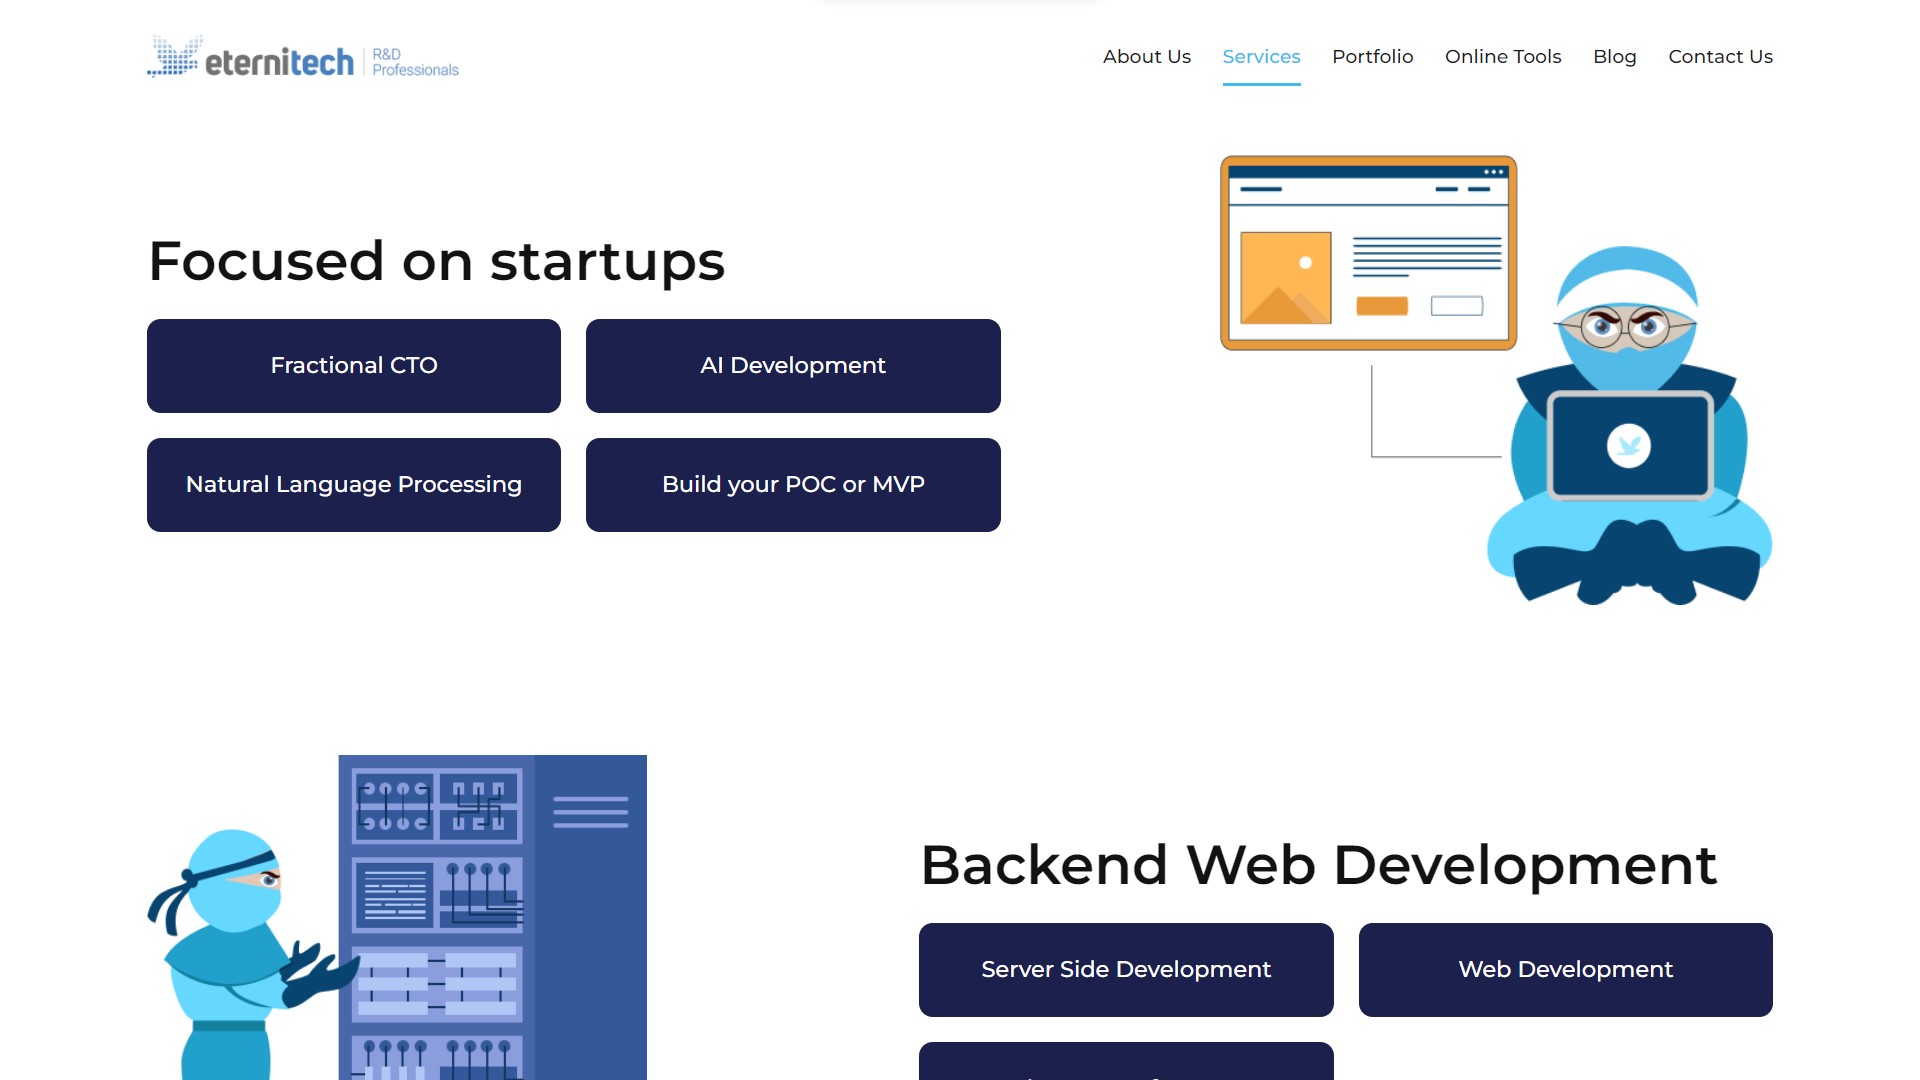 eternitech R&D
Professionals
About Us Services Portfolio Online Tools Blog Contact Us
Focused on startups
Fractional CTO
AI Development
Natural Language Processing
Build your POC or MVP
Backend Web Development
Server Side Development
Web Development